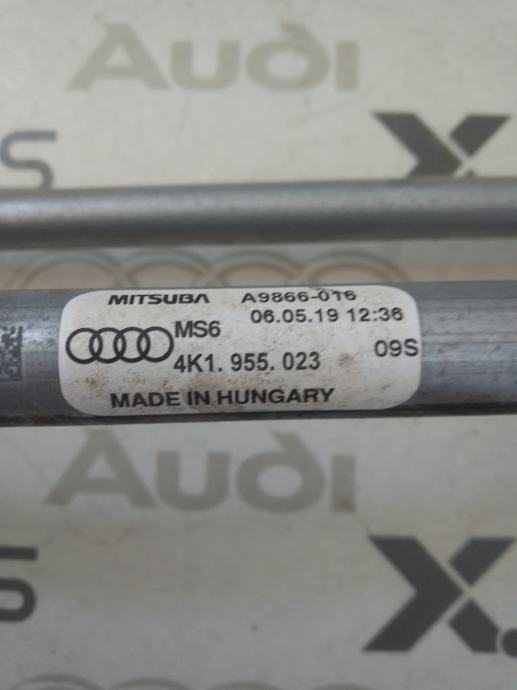 Audi
S
X.
MITSUBA A9866-016
06.05.19 12:36
MS6
4K1. 955. 023 09S
MADE IN HUNGARY
Audi
S
X.